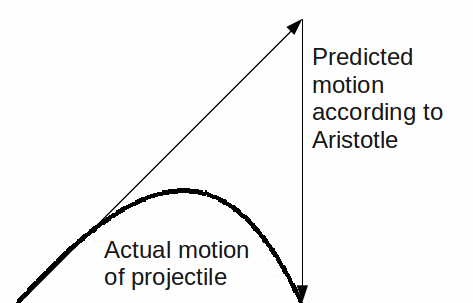 Predicted
motion
according to
Aristotle
Actual motion
of projectile